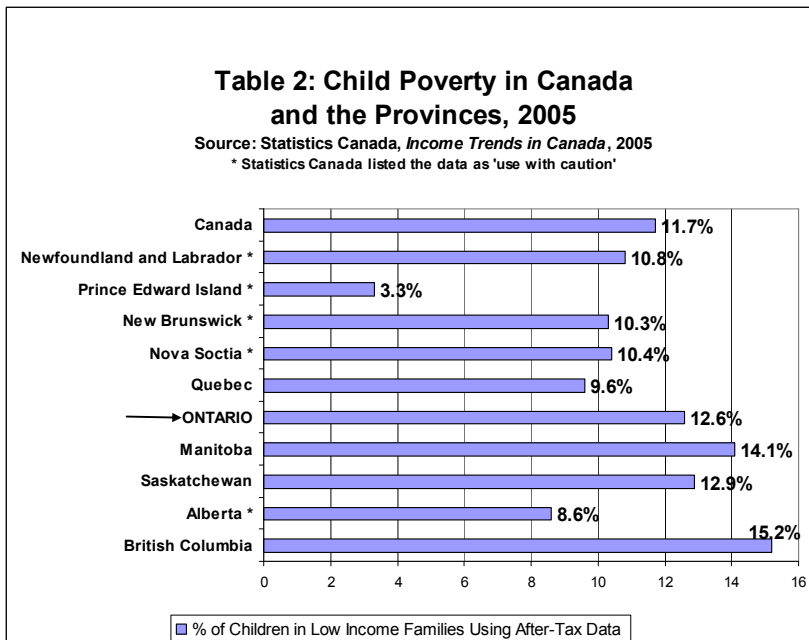 Table 2: Child Poverty in Canada
and the Provinces, 2005
Source: Statistics Canada, Income Trends in Canada, 2005
* Statistics Canada listed the data as 'use with caution'
Canada 11.7%
Newfoundland and Labrador * 10.8%
Prince Edward Island * 3.3%
New Brunswick * 10.3%
Nova Soctia * 10.4%
Quebec 9.6%
ONTARIO 12.6%
Manitoba 14.1%
Saskatchewan 12.9%
Alberta * 8.6%
British Columbia 15.2%
0 2 4 6 8 10 12 14 16
% of Children in Low Income Families Using After-Tax Data